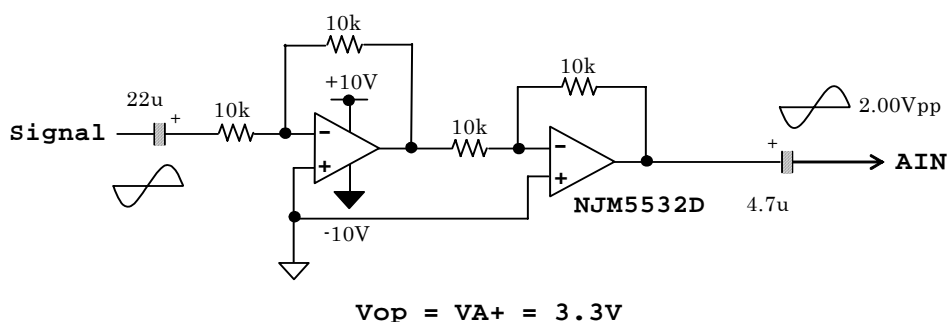 10k
10k
+10V
22u
+
10k
Signal
10k
-
+
-
+
+
2.00Vpp
AIN
NJM5532D
4.7u
-10V
Vop = VA+ = 3.3V